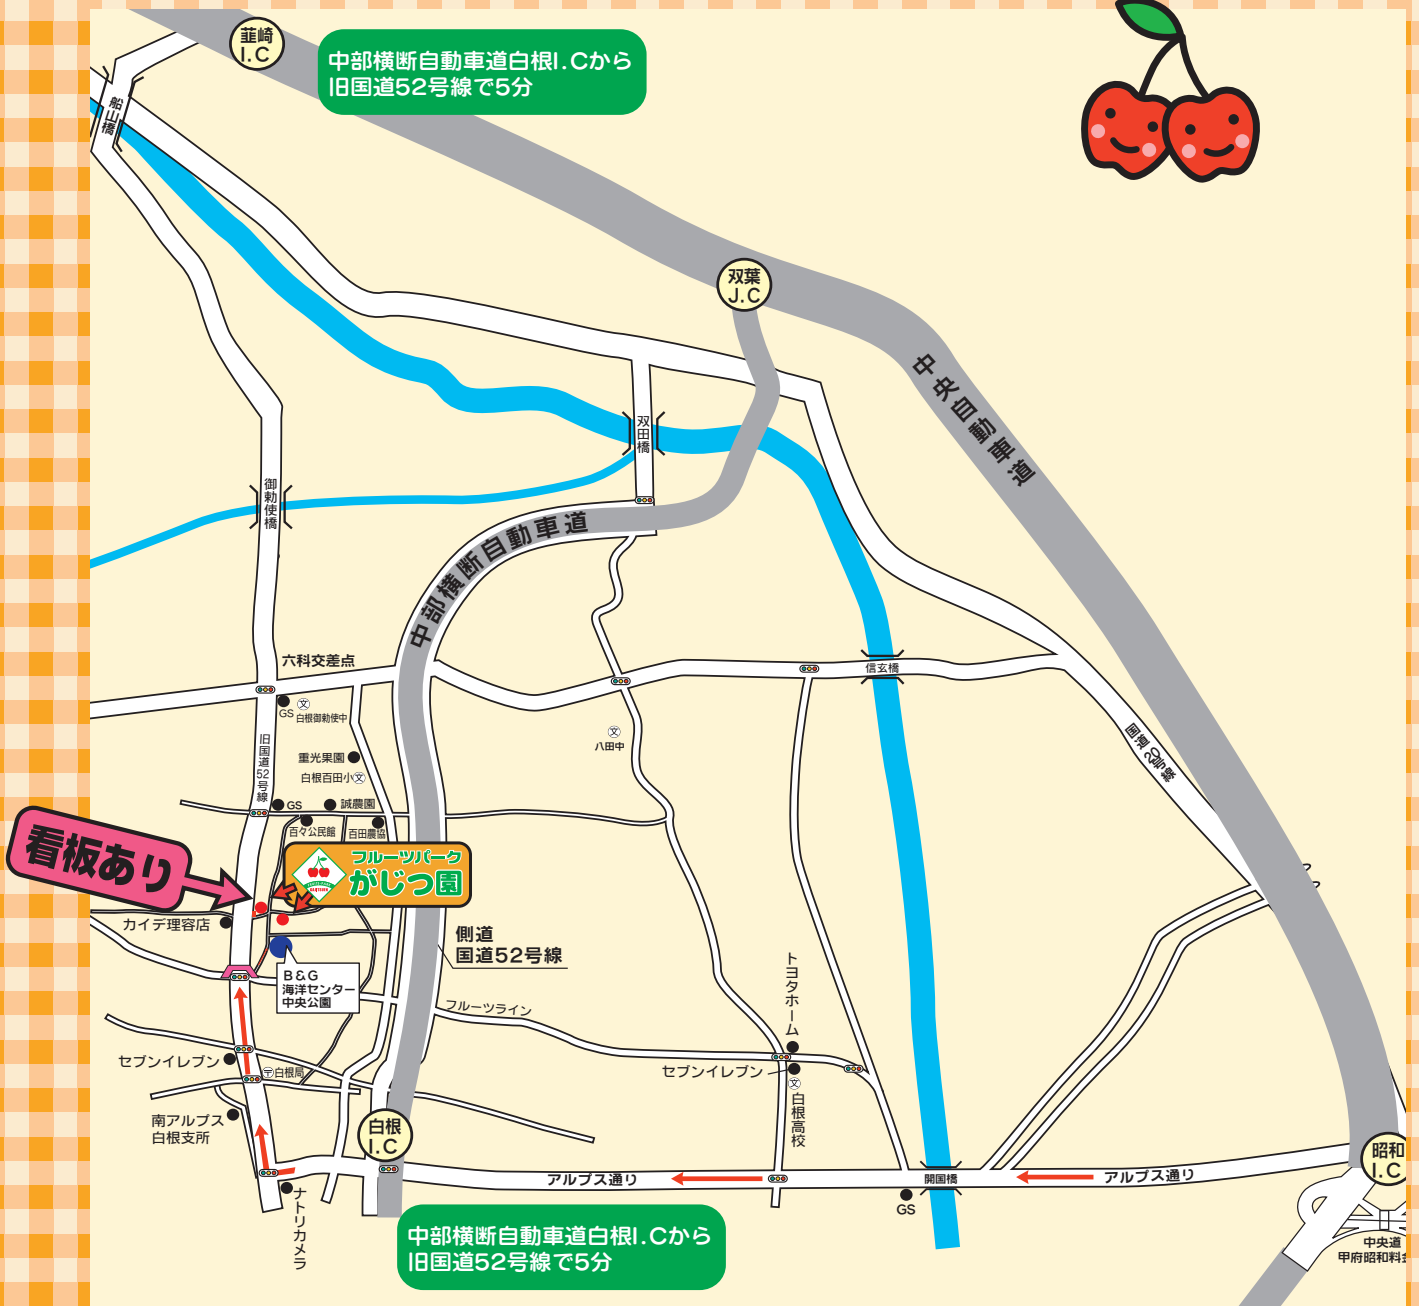 韮崎
I.C
中部横断自動車道白根I.Cから
旧国道52号線で5分
船山橋
双葉
J.C
中央自動車道
双田橋
御勅使橋
中部横断自動車道
六科交差点
信玄橋
GS
文
白根御勅使中
旧国道52号線
重光果園
白根百田小文
文
八田中
国道20号線
GS
誠農園
百々公民館
百田農協
看板あり
フルーツパーク
がじつ園
カイデ理容店
側道
国道52号線
B&G
海洋センター
中央公園
フルーツライン
トヨタホーム
セブンイレブン
〒白根局
セブンイレブン
文
白根高校
南アルプス
白根支所
白根
I.C
昭和
I.C
アルプス通り
開国橋
アルプス通り
ナトリカメラ
GS
中部横断自動車道白根I.Cから
旧国道52号線で5分
中央道
甲府昭和料